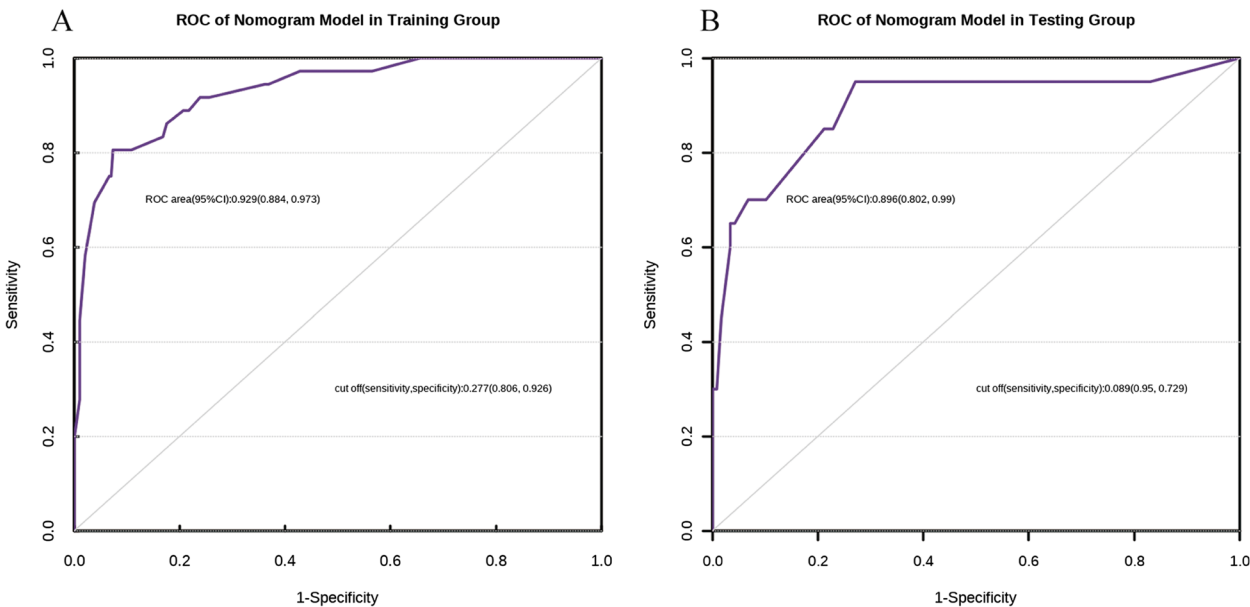 A
ROC of Nomogram Model in Training Group
1.0
0.8
0.6
0.4
0.2
0.0
Sensitivity
ROC area(95%CI):0.929(0.884, 0.973)
cut off(sensitivity,specificity):0.277(0.806, 0.926)
0.0 0.2 0.4 0.6 0.8 1.0
1-Specificity
B
ROC of Nomogram Model in Testing Group
1.0
0.8
0.6
0.4
0.2
0.0
Sensitivity
ROC area(95%CI):0.896(0.802, 0.99)
cut off(sensitivity,specificity):0.089(0.95, 0.729)
0.0 0.2 0.4 0.6 0.8 1.0
1-Specificity